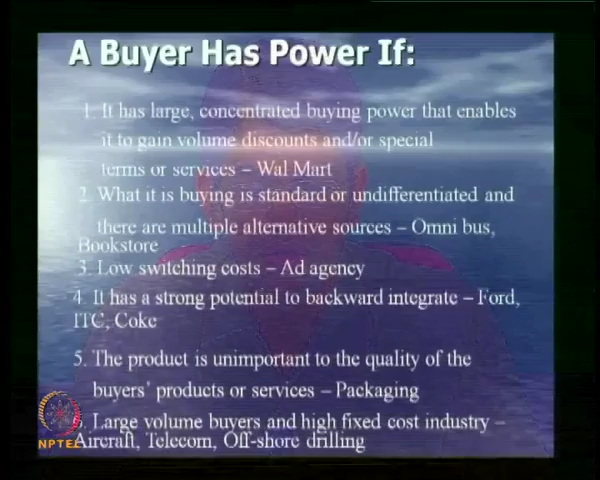 A Buyer Has Power If:
1. It has large, concentrated buying power that enables
it to gain volume discounts and/or special
terms or services – Wal Mart
2. What it is buying is standard or undifferentiated and
there are multiple alternative sources – Omni bus,
Bookstore
3. Low switching costs – Ad agency
4. It has a strong potential to backward integrate – Ford,
ITC, Coke
5. The product is unimportant to the quality of the
buyers' products or services – Packaging
6. Large volume buyers and high fixed cost industry –
Aircraft, Telecom, Off-shore drilling
NPTEL